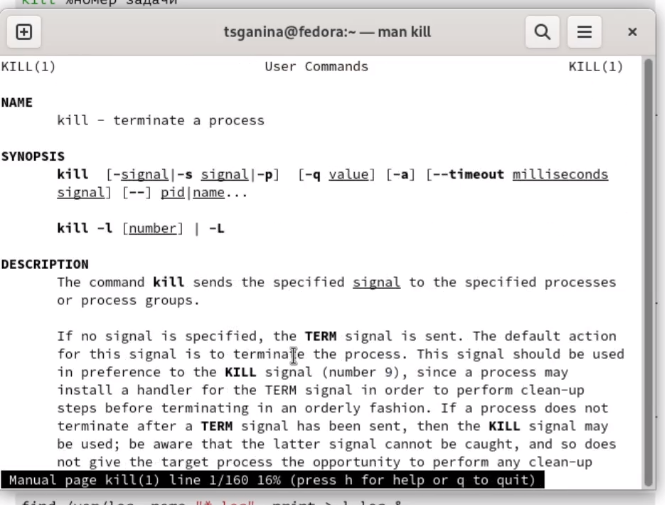 kill %номер задачи
tsganina@fedora:~ — man kill
KILL(1) User Commands KILL(1)
NAME
kill - terminate a process
SYNOPSIS
kill [-signal|-s signal|-p] [-q value] [-a] [--timeout milliseconds
signal] [--] pid|name...
kill -l [number] | -L
DESCRIPTION
The command kill sends the specified signal to the specified processes
or process groups.
If no signal is specified, the TERM signal is sent. The default action
for this signal is to terminate the process. This signal should be used
in preference to the KILL signal (number 9), since a process may
install a handler for the TERM signal in order to perform clean-up
steps before terminating in an orderly fashion. If a process does not
terminate after a TERM signal has been sent, then the KILL signal may
be used; be aware that the latter signal cannot be caught, and so does
not give the target process the opportunity to perform any clean-up
Manual page kill(1) line 1/160 16% (press h for help or q to quit)